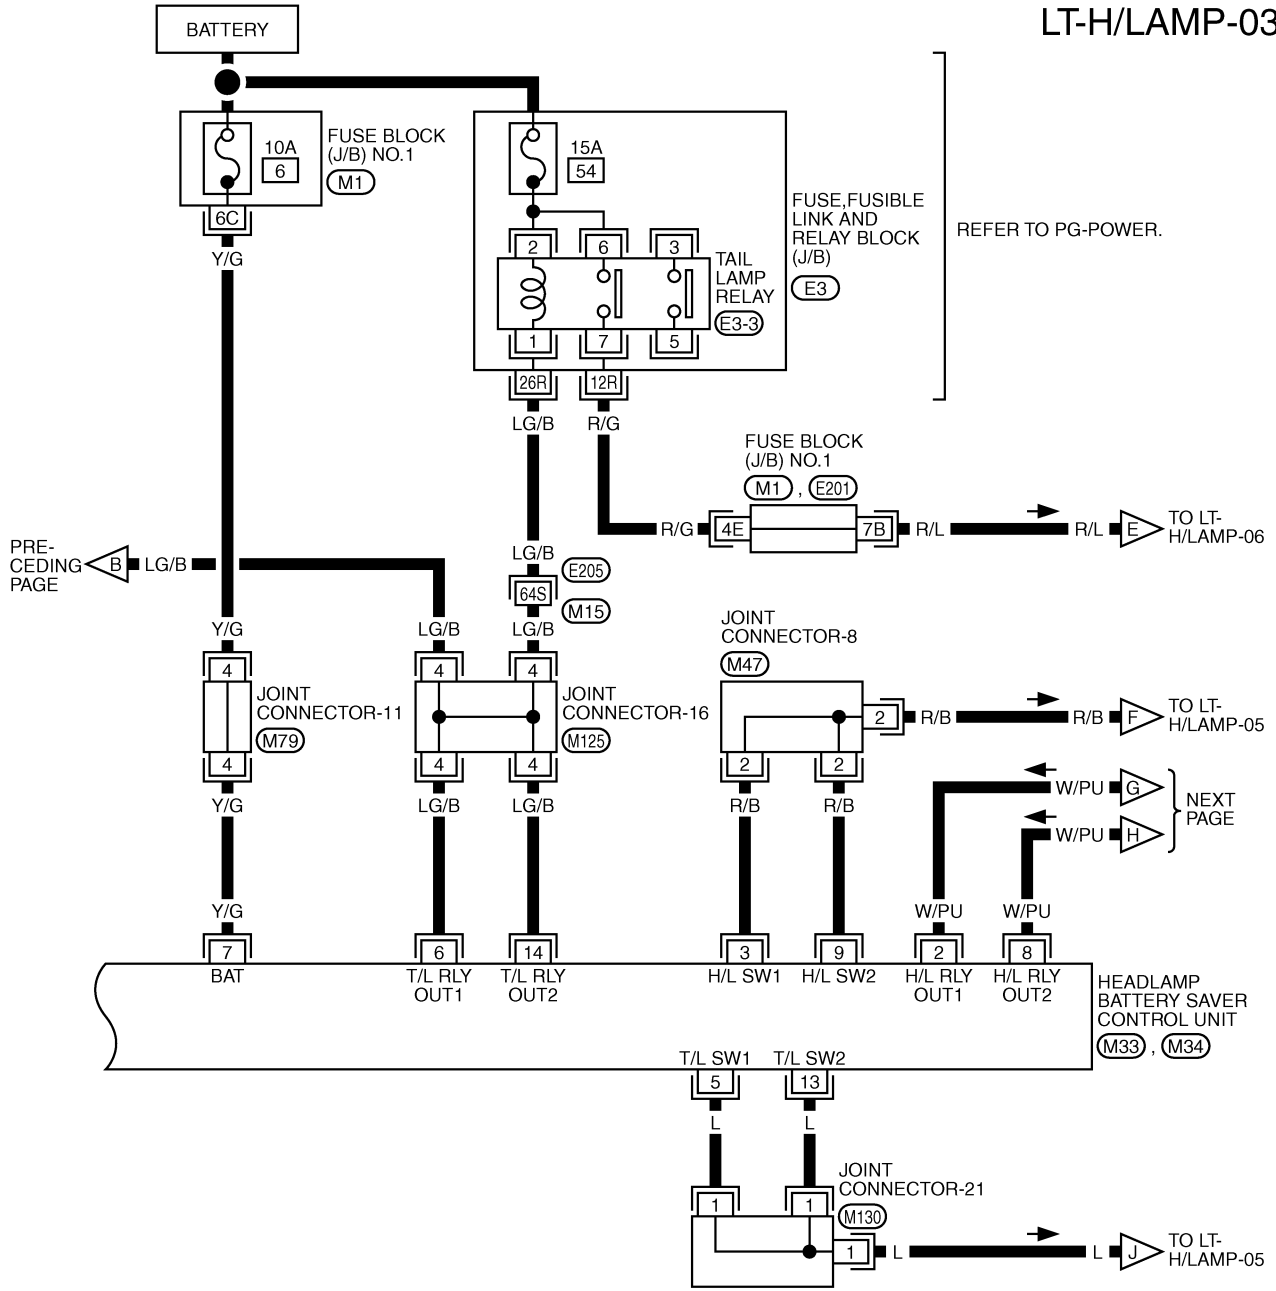 LT-H/LAMP-03
BATTERY
10A
6
FUSE BLOCK
(J/B) NO.1
M1
6C
Y/G
15A
54
2
6
3
TAIL
LAMP
RELAY
E3-3
1
7
5
26R
12R
FUSE,FUSIBLE
LINK AND
RELAY BLOCK
(J/B)
E3
REFER TO PG-POWER.
LG/B
R/G
FUSE BLOCK
(J/B) NO.1
M1 , E201
R/G
4E
7B
R/L
R/L
E
TO LT-
H/LAMP-06
PRE-
CEDING
PAGE
B
LG/B
LG/B
E205
64S
M15
Y/G
LG/B
LG/B
4
4
4
JOINT
CONNECTOR-11
M79
JOINT
CONNECTOR-16
M125
4
4
4
JOINT
CONNECTOR-8
M47
2
R/B
R/B
F
TO LT-
H/LAMP-05
2
2
Y/G
LG/B
LG/B
R/B
R/B
W/PU
G
W/PU
H
NEXT
PAGE
Y/G
W/PU
W/PU
7
6
14
3
9
2
8
BAT
T/L RLY
OUT1
T/L RLY
OUT2
H/L SW1
H/L SW2
H/L RLY
OUT1
H/L RLY
OUT2
HEADLAMP
BATTERY SAVER
CONTROL UNIT
M33 , M34
T/L SW1
T/L SW2
5
13
L
L
JOINT
CONNECTOR-21
M130
1
1
1
L
L
J
TO LT-
H/LAMP-05